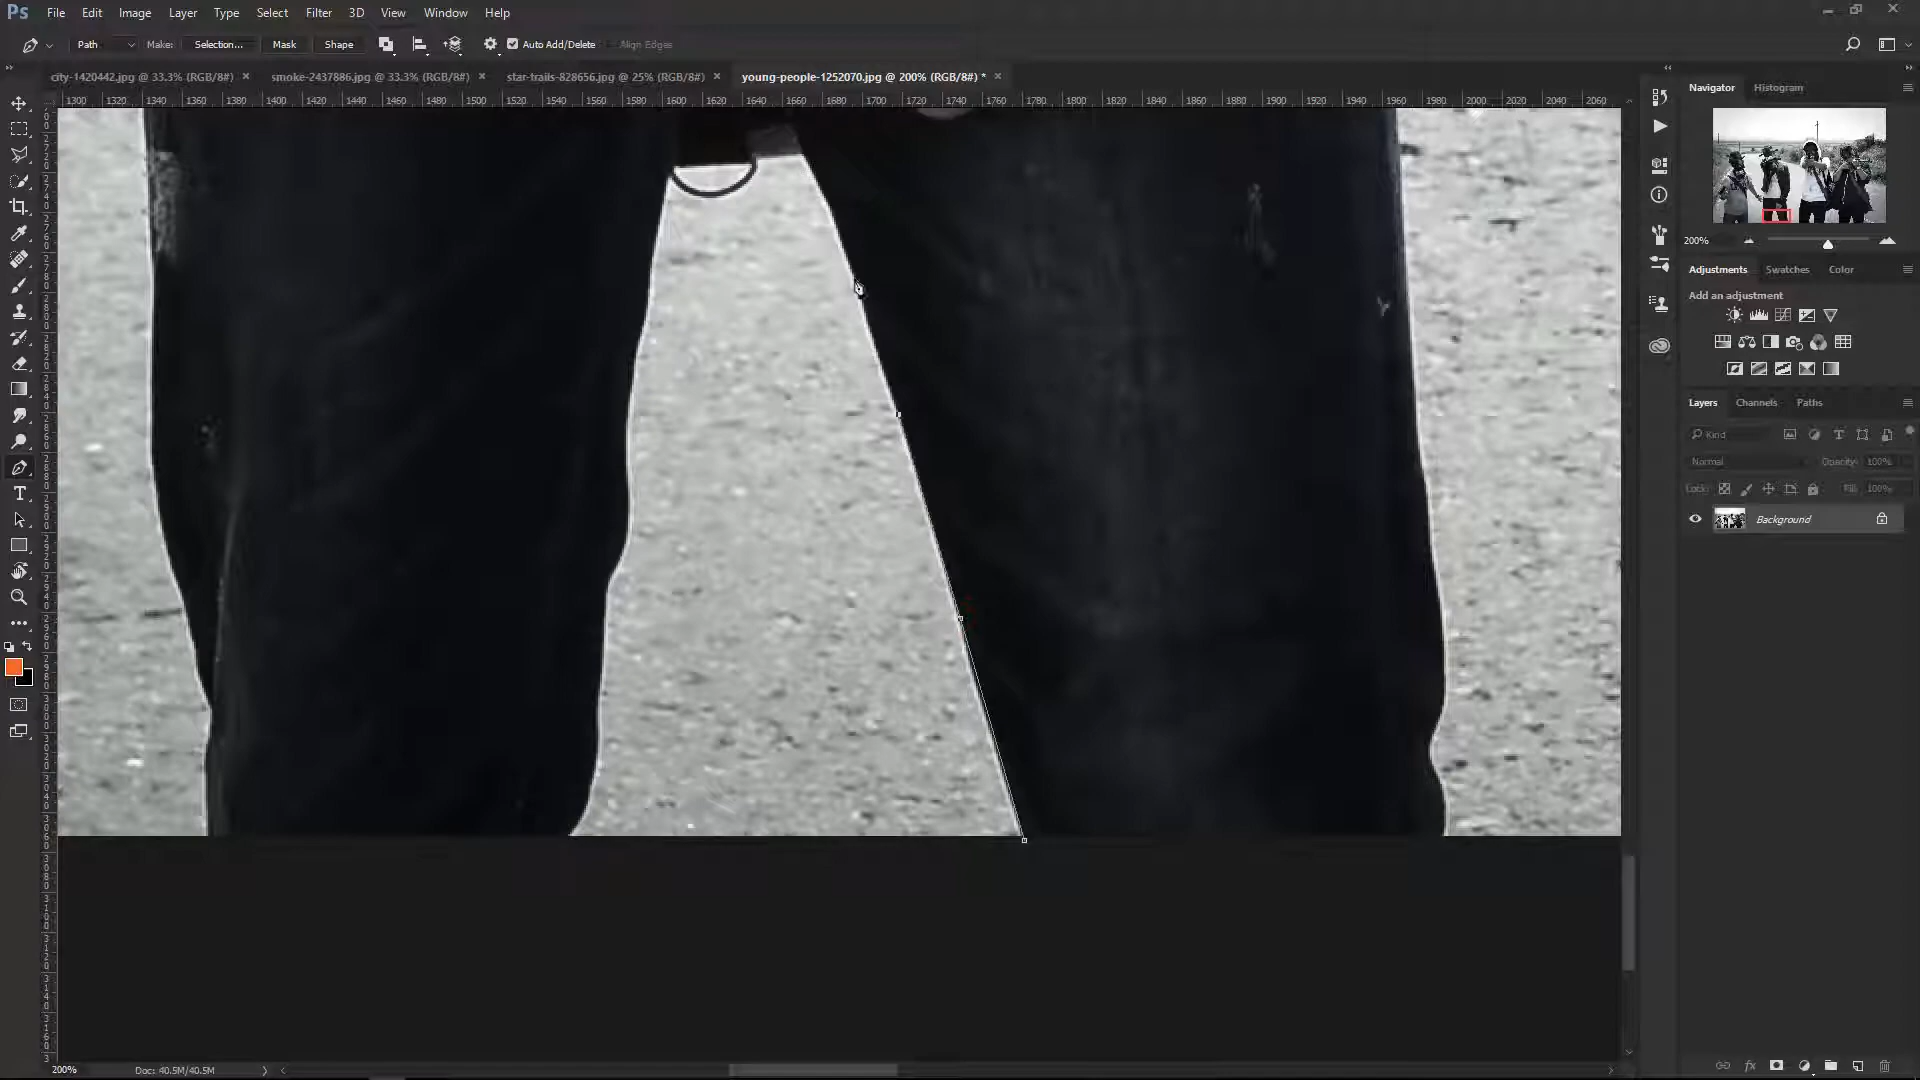 Ps File Edit Image Layer Type Select Filter 3D View Window Help
Path Make: Selection... Mask Shape Auto Add/Delete Align Edges
city-1420442.jpg @ 33.3% (RGB/8#) smoke-2437886.jpg @ 33.3% (RGB/8#) star-trails-828656.jpg @ 25% (RGB/8#) young-people-1252070.jpg @ 200% (RGB/8#) *
1300 1320 1340 1360 1380 1400 1420 1440 1460 1480 1500 1520 1540 1560 1580 1600 1620 1640 1660 1680 1700 1720 1740 1760 1780 1800 1820 1840 1860 1880 1900 1920 1940 1960 1980 2000 2020 2040 2060
Navigator Histogram
200%
Adjustments Swatches Color
Add an adjustment
Layers Channels Paths
Kind
Normal Opacity: 100%
Lock: Fill: 100%
Background
200% Doc: 40.5M/40.5M